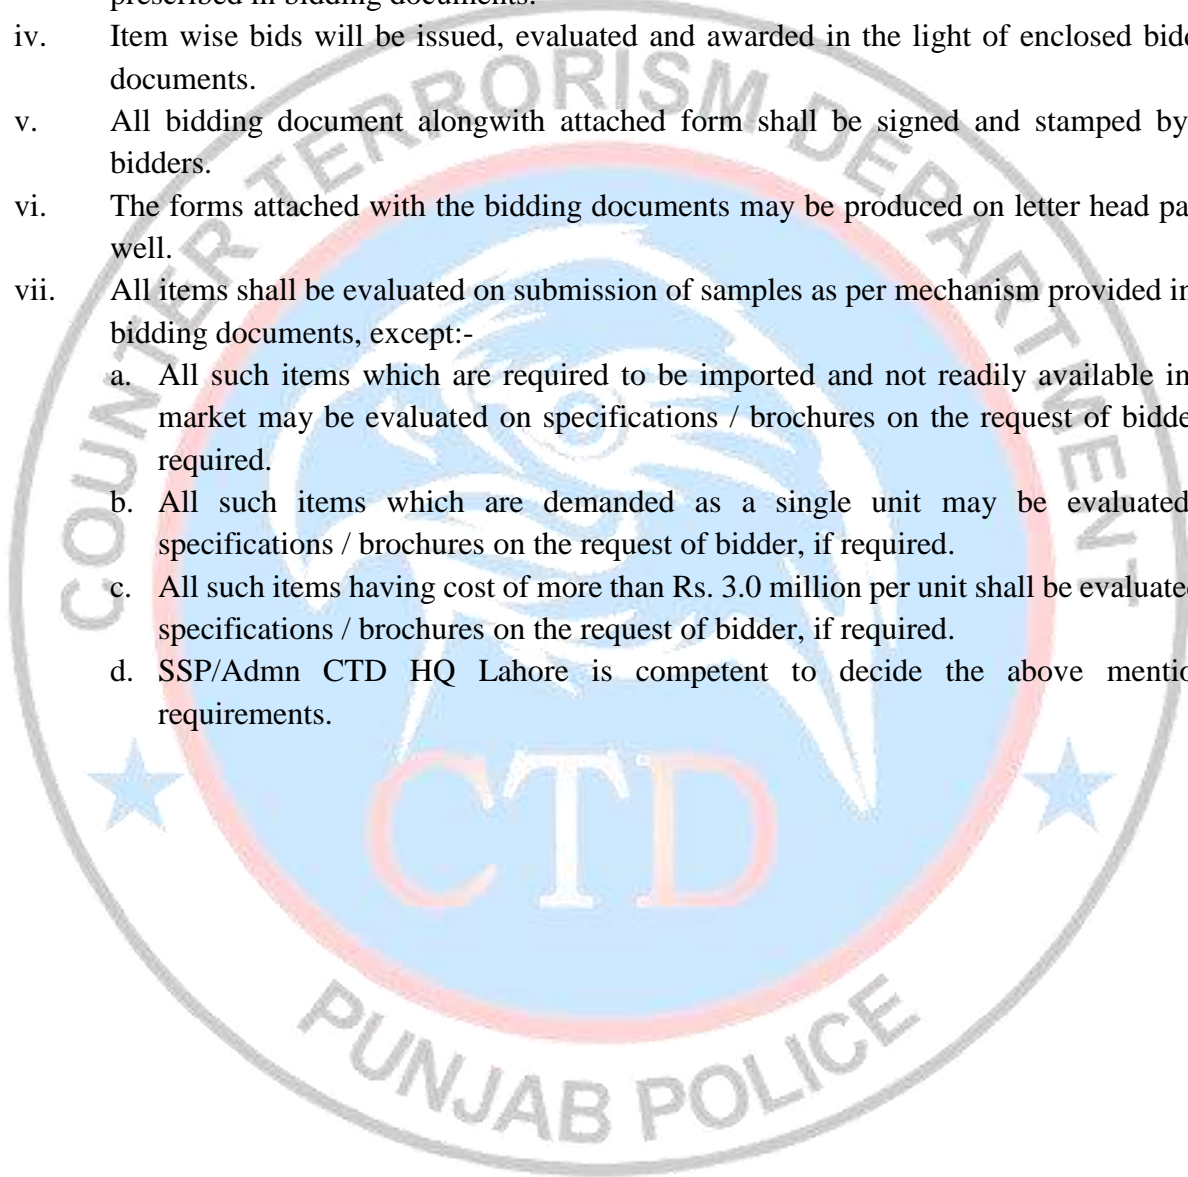 prescribed in bidding documents.
iv. Item wise bids will be issued, evaluated and awarded in the light of enclosed bidd
documents.
v. All bidding document alongwith attached form shall be signed and stamped by
bidders.
vi. The forms attached with the bidding documents may be produced on letter head pa
well.
vii. All items shall be evaluated on submission of samples as per mechanism provided in
bidding documents, except:-
a. All such items which are required to be imported and not readily available in
market may be evaluated on specifications / brochures on the request of bidde
required.
b. All such items which are demanded as a single unit may be evaluated
specifications / brochures on the request of bidder, if required.
c. All such items having cost of more than Rs. 3.0 million per unit shall be evaluate
specifications / brochures on the request of bidder, if required.
d. SSP/Admn CTD HQ Lahore is competent to decide the above mentio
requirements.
COUNTER TERRORISM DEPARTMENT
CTD
PUNJAB POLICE